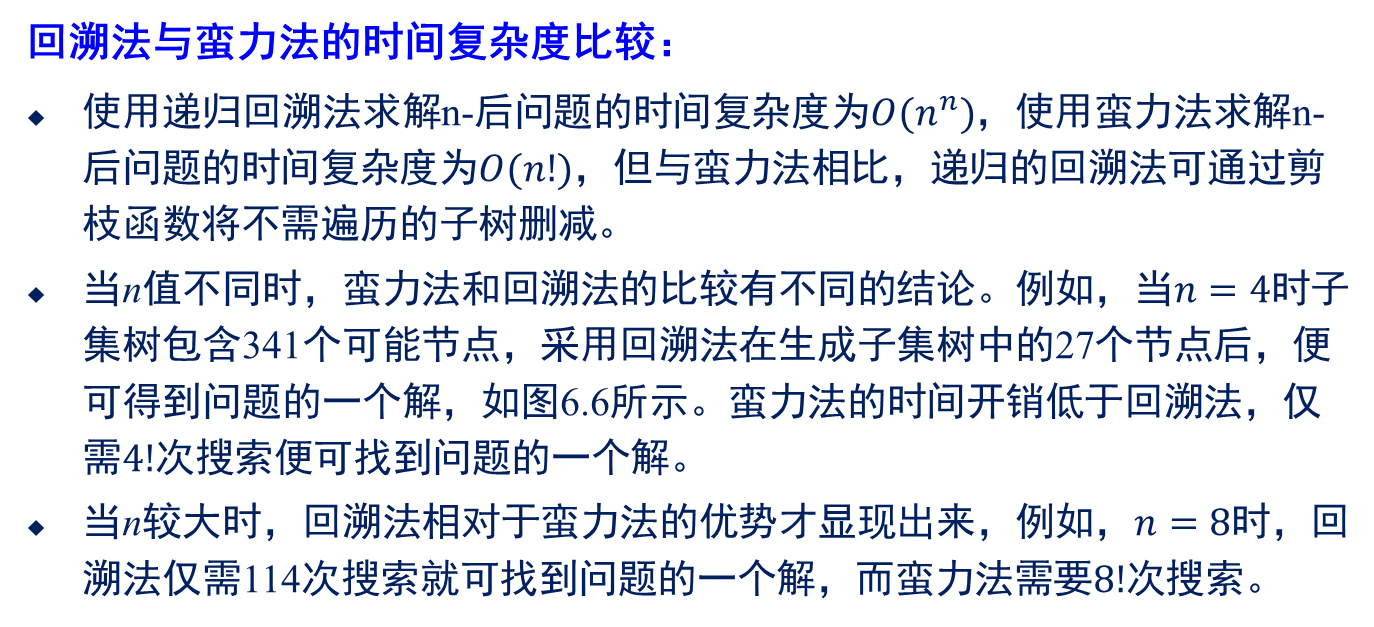 回溯法与蛮力法的时间复杂度比较：
◆ 使用递归回溯法求解n-后问题的时间复杂度为O(nⁿ)，使用蛮力法求解n-
后问题的时间复杂度为O(n!)，但与蛮力法相比，递归的回溯法可通过剪
枝函数将不需遍历的子树删减。
◆ 当n值不同时，蛮力法和回溯法的比较有不同的结论。例如，当n = 4时子
集树包含341个可能节点，采用回溯法在生成子集树中的27个节点后，便
可得到问题的一个解，如图6.6所示。蛮力法的时间开销低于回溯法，仅
需4!次搜索便可找到问题的一个解。
◆ 当n较大时，回溯法相对于蛮力法的优势才显现出来，例如，n = 8时，回
溯法仅需114次搜索就可找到问题的一个解，而蛮力法需要8!次搜索。